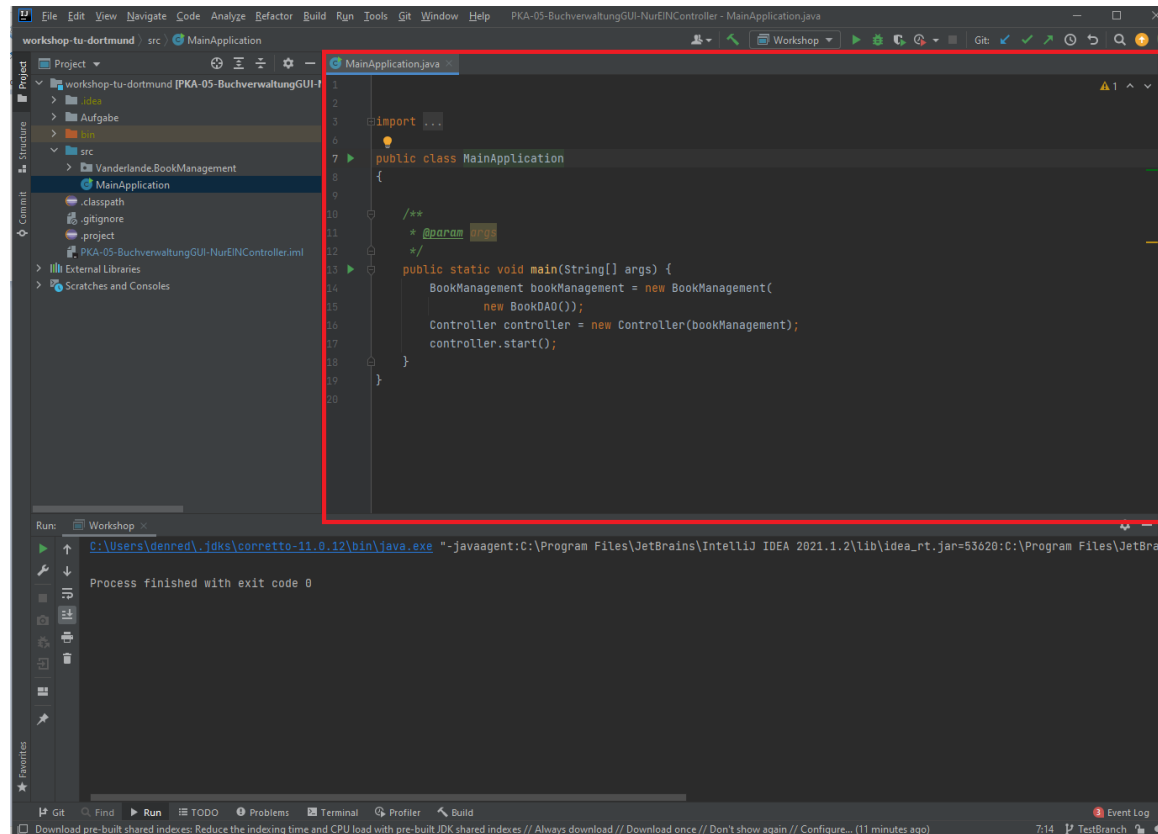 IJ File Edit View Navigate Code Analyze Refactor Build Run Tools Git Window Help PKA-05-BuchverwaltungGUI-NurEINController - MainApplication.java
workshop-tu-dortmund src MainApplication Workshop Git:
Project
Project
MainApplication.java
workshop-tu-dortmund [PKA-05-BuchverwaltungGUI-N
.idea
Aufgabe
bin
src
Vanderlande.BookManagement
MainApplication
.classpath
.gitignore
.project
PKA-05-BuchverwaltungGUI-NurEINController.iml
External Libraries
Scratches and Consoles
Structure
Commit
1
1
2
3 import ...
6
7 public class MainApplication
8 {
9
10 /**
11 * @param args
12 */
13 public static void main(String[] args) {
14 BookManagement bookManagement = new BookManagement(
15 new BookDAO());
16 Controller controller = new Controller(bookManagement);
17 controller.start();
18 }
19 }
20
Run: Workshop
C:\Users\denred\.jdks\corretto-11.0.12\bin\java.exe "-javaagent:C:\Program Files\JetBrains\IntelliJ IDEA 2021.1.2\lib\idea_rt.jar=53620:C:\Program Files\JetBra
Process finished with exit code 0
Favorites
Git Find Run TODO Problems Terminal Profiler Build 3 Event Log
Download pre-built shared indexes: Reduce the indexing time and CPU load with pre-built JDK shared indexes // Always download // Download once // Don't show again // Configure... (11 minutes ago) 7:14 TestBranch